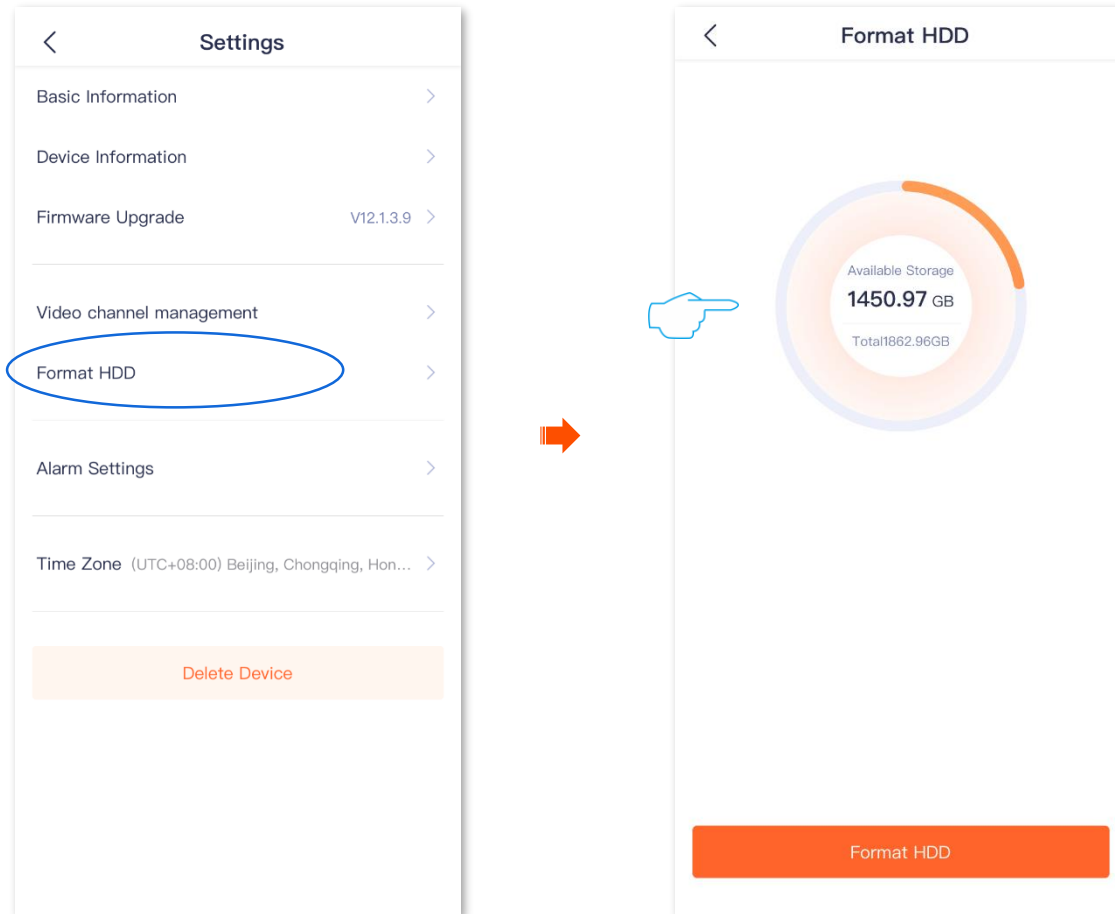 Settings
Basic Information
Device Information
Firmware Upgrade V12.1.3.9
Video channel management
Format HDD
Alarm Settings
Time Zone (UTC+08:00) Beijing, Chongqing, Hon...
Delete Device
Format HDD
Available Storage
1450.97 GB
Total1862.96GB
Format HDD